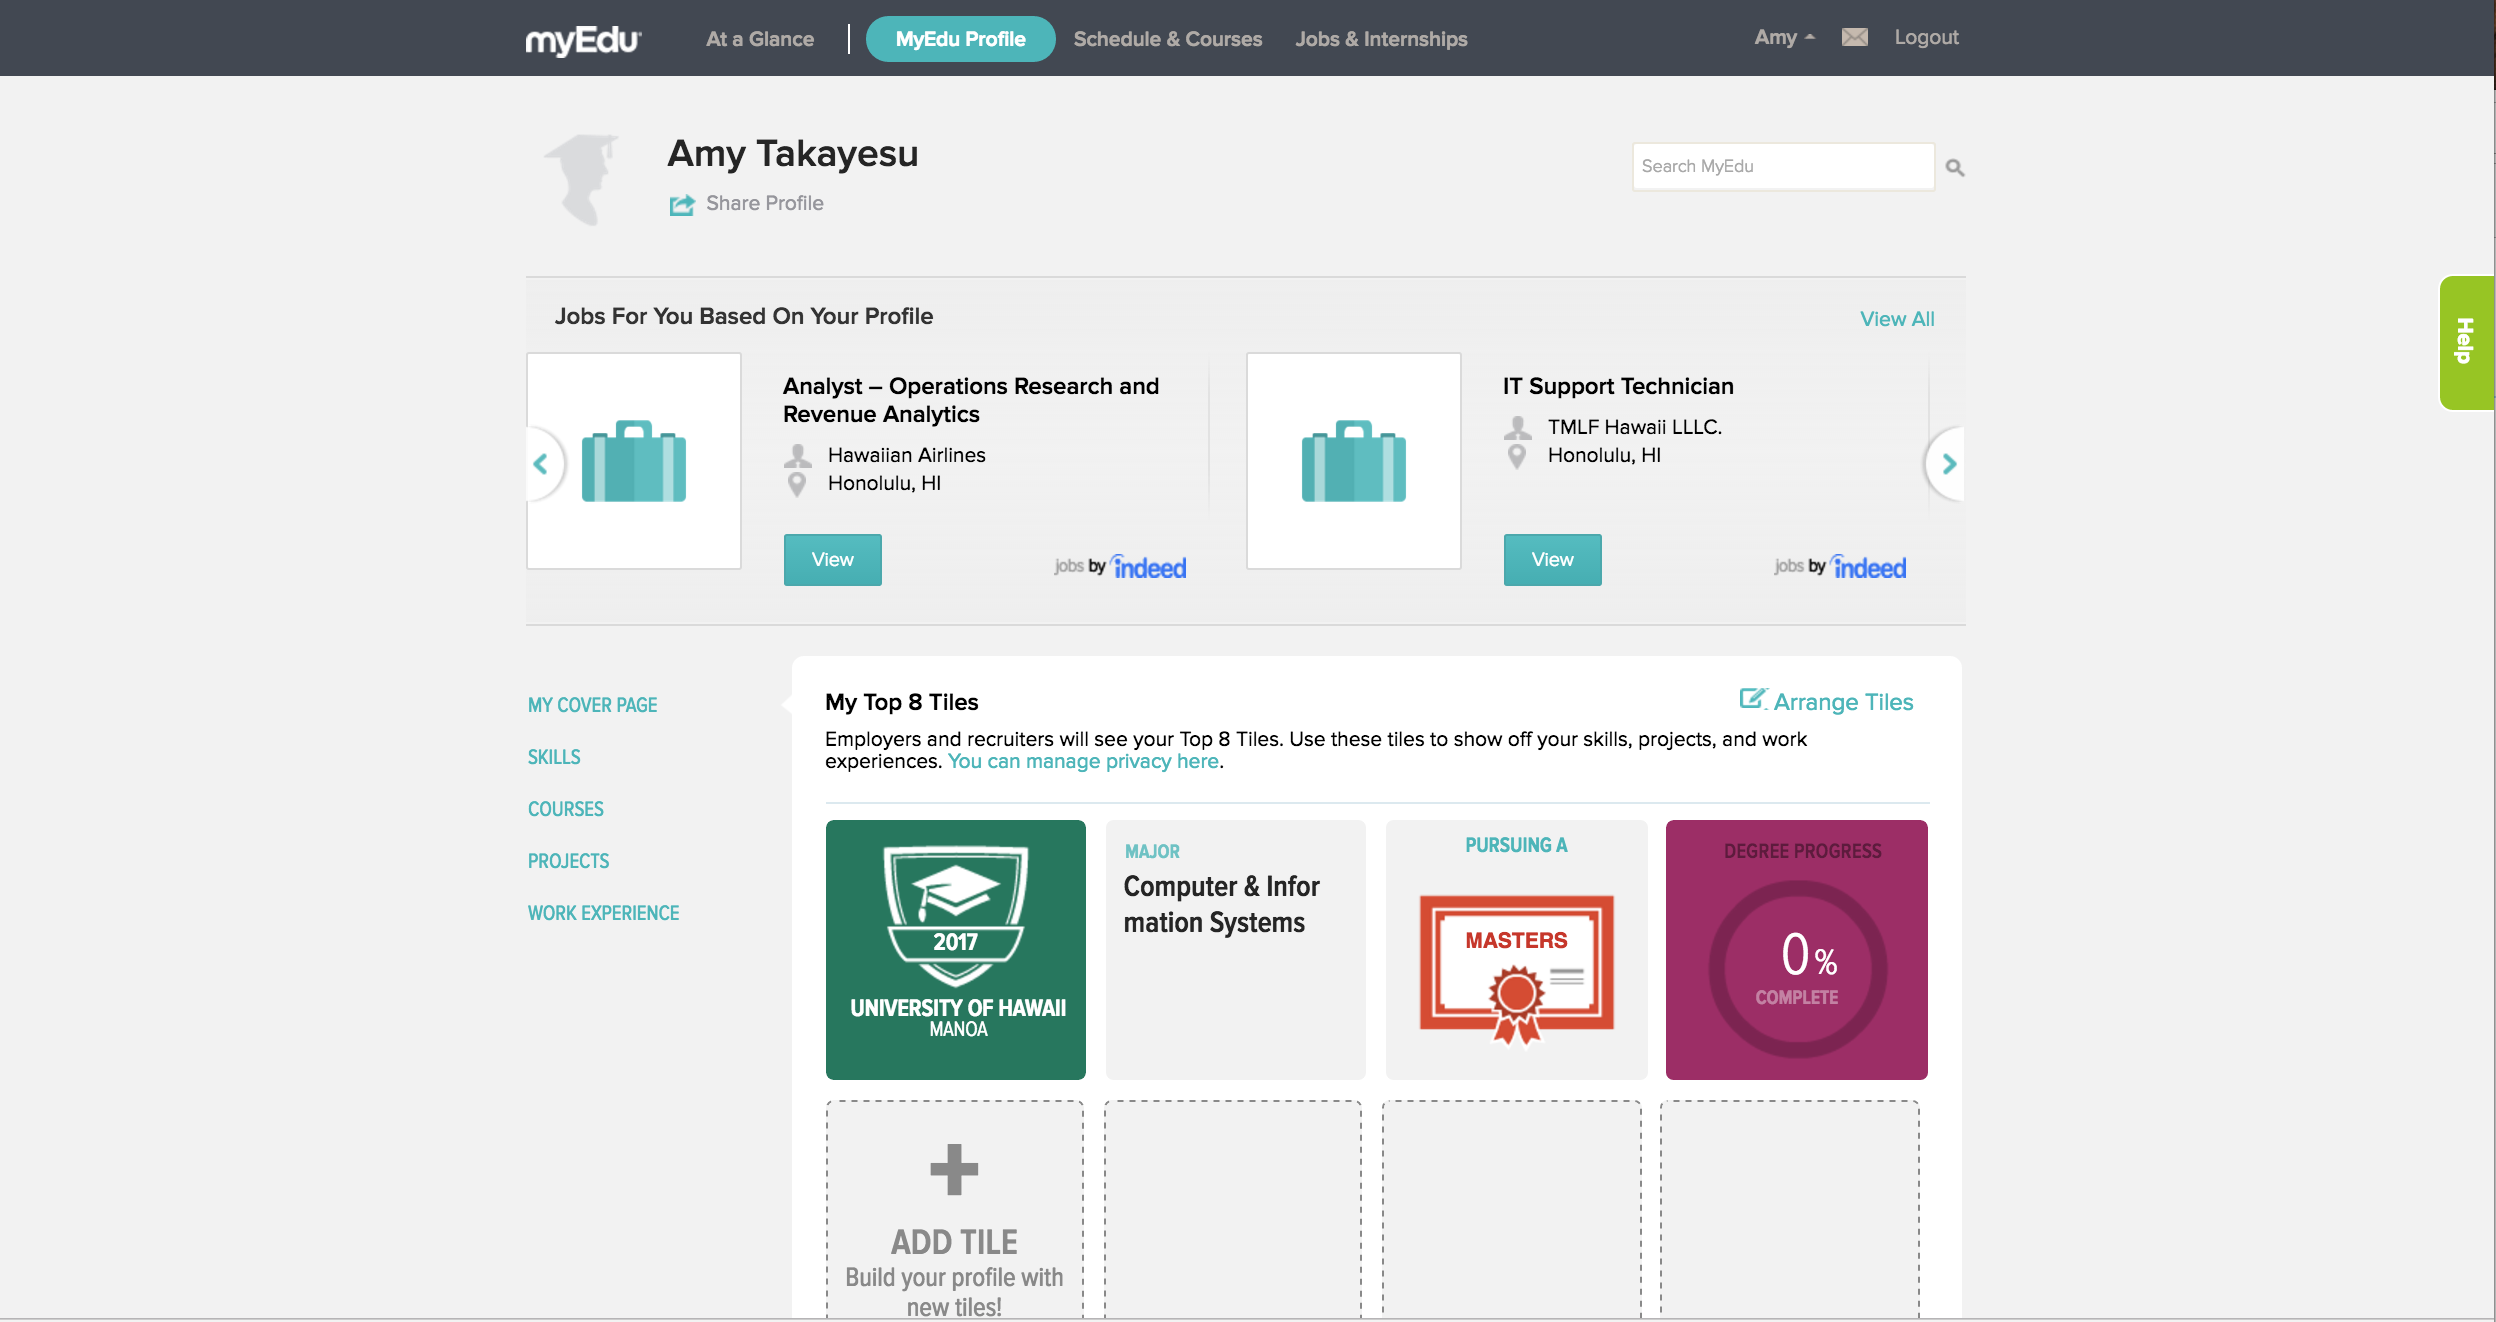 myEdu
At a Glance
MyEdu Profile
Schedule & Courses
Jobs & Internships
Amy
Logout
Amy Takayesu
Share Profile
Search MyEdu
Help
Jobs For You Based On Your Profile
View All
Analyst – Operations Research and
Revenue Analytics
Hawaiian Airlines
Honolulu, HI
View
jobs by indeed
IT Support Technician
TMLF Hawaii LLLC.
Honolulu, HI
View
jobs by indeed
MY COVER PAGE
SKILLS
COURSES
PROJECTS
WORK EXPERIENCE
My Top 8 Tiles
Arrange Tiles
Employers and recruiters will see your Top 8 Tiles. Use these tiles to show off your skills, projects, and work
experiences. You can manage privacy here.
2017
UNIVERSITY OF HAWAII
MANOA
MAJOR
Computer & Infor
mation Systems
PURSUING A
MASTERS
DEGREE PROGRESS
0%
COMPLETE
ADD TILE
Build your profile with
new tiles!